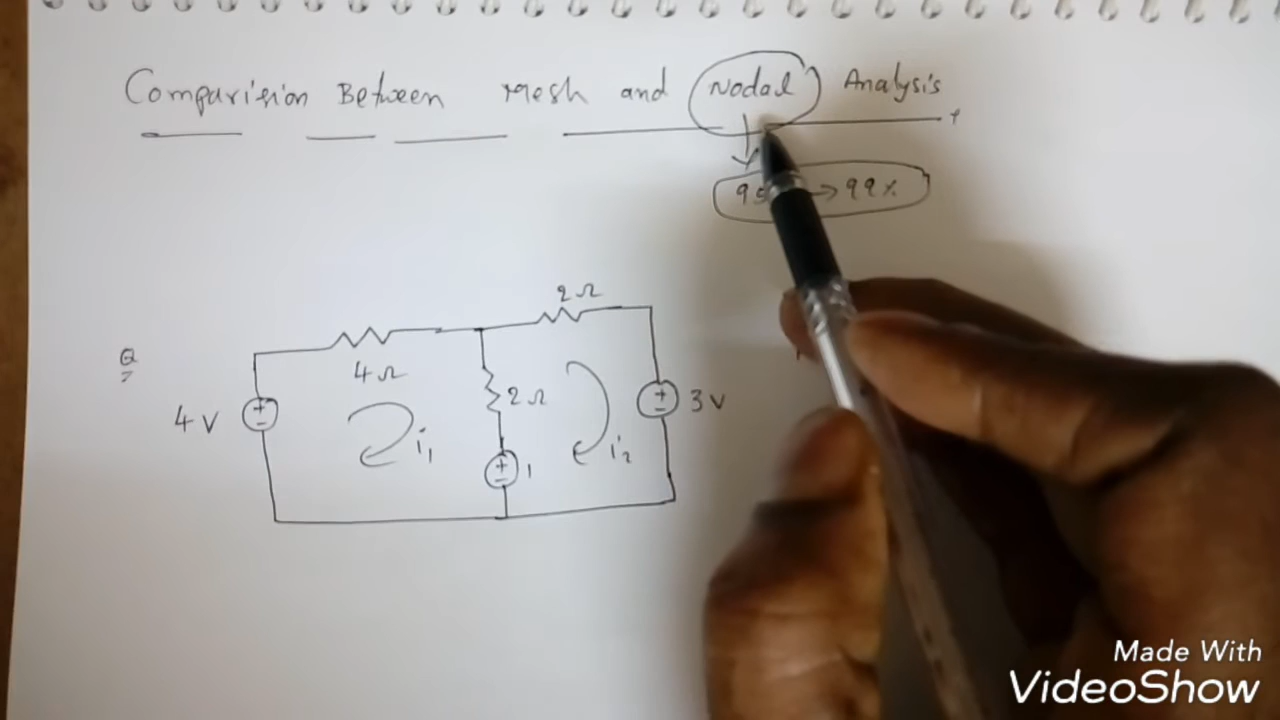 Comparision Between Mesh and Nodal Analysis
→ 99%
2Ω
Q
4Ω
2Ω
4V
3V
i₁
i₂
1
+
-
+
-
+
-
Made With
VideoShow